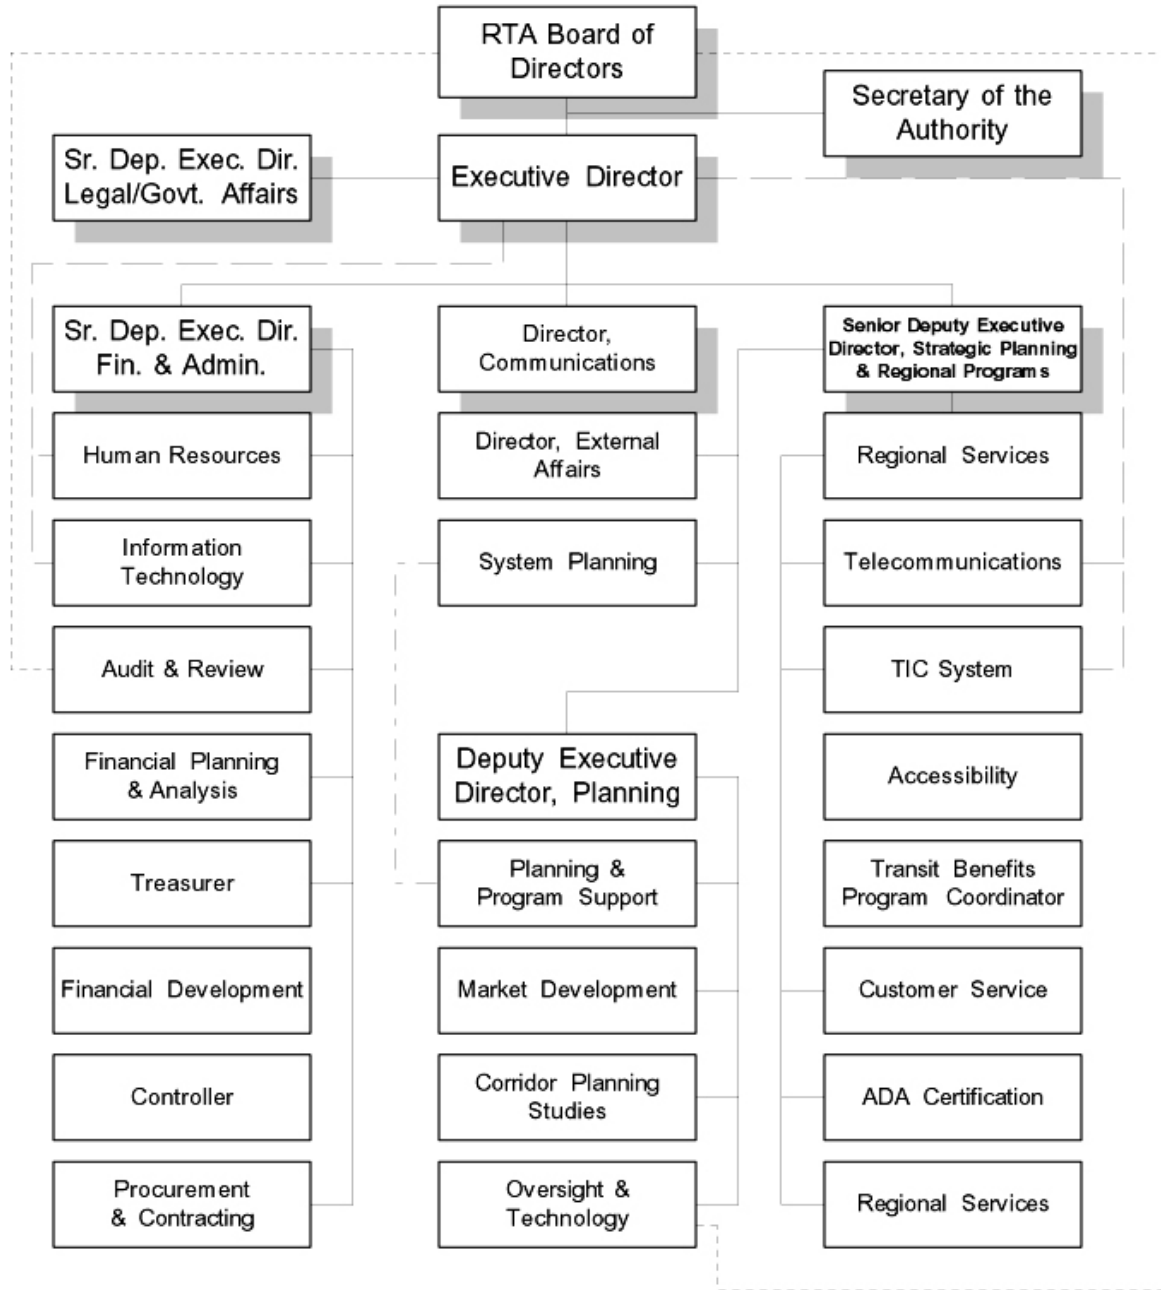 RTA Board of
Directors
Secretary of the
Authority
Sr. Dep. Exec. Dir.
Legal/Govt. Affairs
Executive Director
Sr. Dep. Exec. Dir.
Fin. & Admin.
Director,
Communications
Senior Deputy Executive
Director, Strategic Planning
& Regional Programs
Human Resources
Director, External
Affairs
Regional Services
Information
Technology
System Planning
Telecommunications
Audit & Review
TIC System
Financial Planning
& Analysis
Deputy Executive
Director, Planning
Accessibility
Treasurer
Planning &
Program Support
Transit Benefits
Program Coordinator
Financial Development
Market Development
Customer Service
Controller
Corridor Planning
Studies
ADA Certification
Procurement
& Contracting
Oversight &
Technology
Regional Services